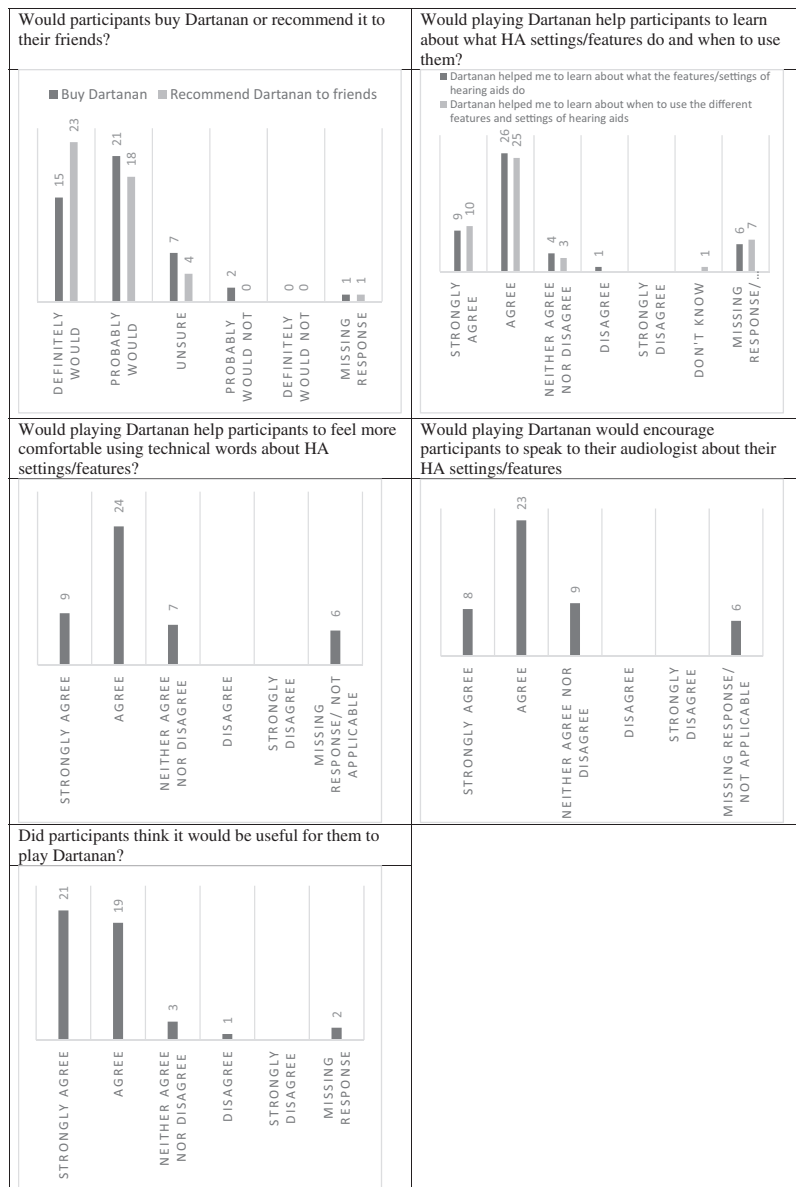 Would participants buy Dartanan or recommend it to
their friends?
Buy Dartanan Recommend Dartanan to friends
15
23
21
18
7
4
2
0
0
0
1
1
DEFINITELY
WOULD
PROBABLY
WOULD
UNSURE
PROBABLY
WOULD NOT
DEFINITELY
WOULD NOT
MISSING
RESPONSE
Would playing Dartanan help participants to learn
about what HA settings/features do and when to use
them?
Dartanan helped me to learn about what the features/settings of
hearing aids do
Dartanan helped me to learn about when to use the different
features and settings of hearing aids
9
10
26
25
4
3
1
1
6
7
STRONGLY
AGREE
AGREE
NEITHER AGREE
NOR DISAGREE
DISAGREE
STRONGLY
DISAGREE
DON'T KNOW
MISSING
RESPONSE/…
Would playing Dartanan help participants to feel more
comfortable using technical words about HA
settings/features?
9
24
7
6
STRONGLY AGREE
AGREE
NEITHER AGREE
NOR DISAGREE
DISAGREE
STRONGLY
DISAGREE
MISSING
RESPONSE/ NOT
APPLICABLE
Would playing Dartanan would encourage
participants to speak to their audiologist about their
HA settings/features
8
23
9
6
STRONGLY AGREE
AGREE
NEITHER AGREE NOR
DISAGREE
DISAGREE
STRONGLY
DISAGREE
MISSING RESPONSE/
NOT APPLICABLE
Did participants think it would be useful for them to
play Dartanan?
21
19
3
1
2
STRONGLY AGREE
AGREE
NEITHER AGREE
NOR DISAGREE
DISAGREE
STRONGLY
DISAGREE
MISSING
RESPONSE